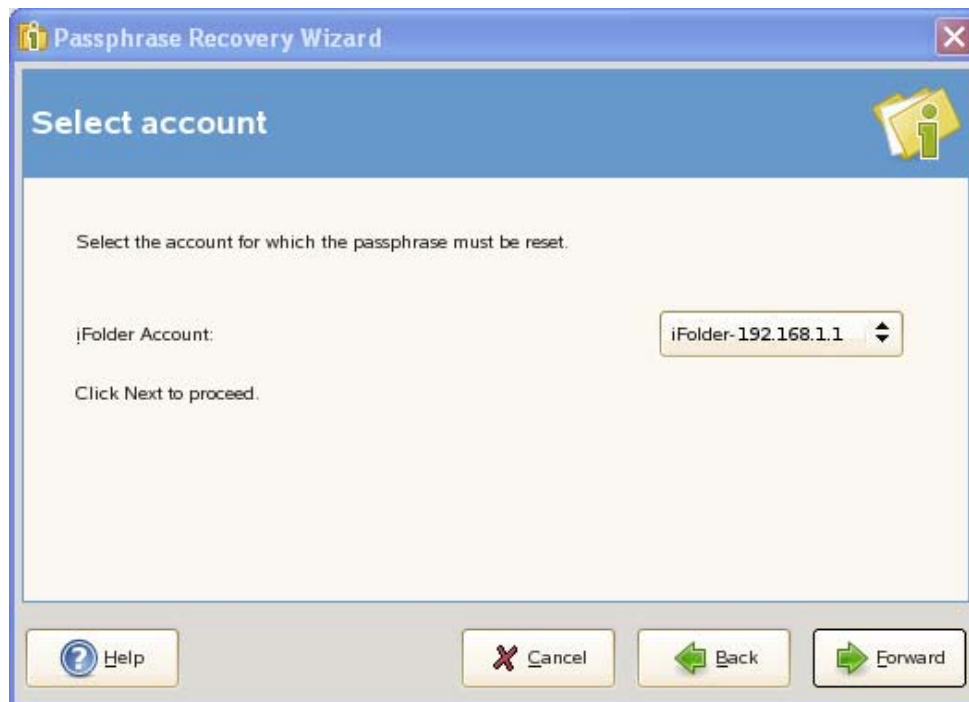 Passphrase Recovery Wizard
Select account
Select the account for which the passphrase must be reset.
iFolder Account:
iFolder-192.168.1.1
Click Next to proceed.
Help
Cancel
Back
Forward